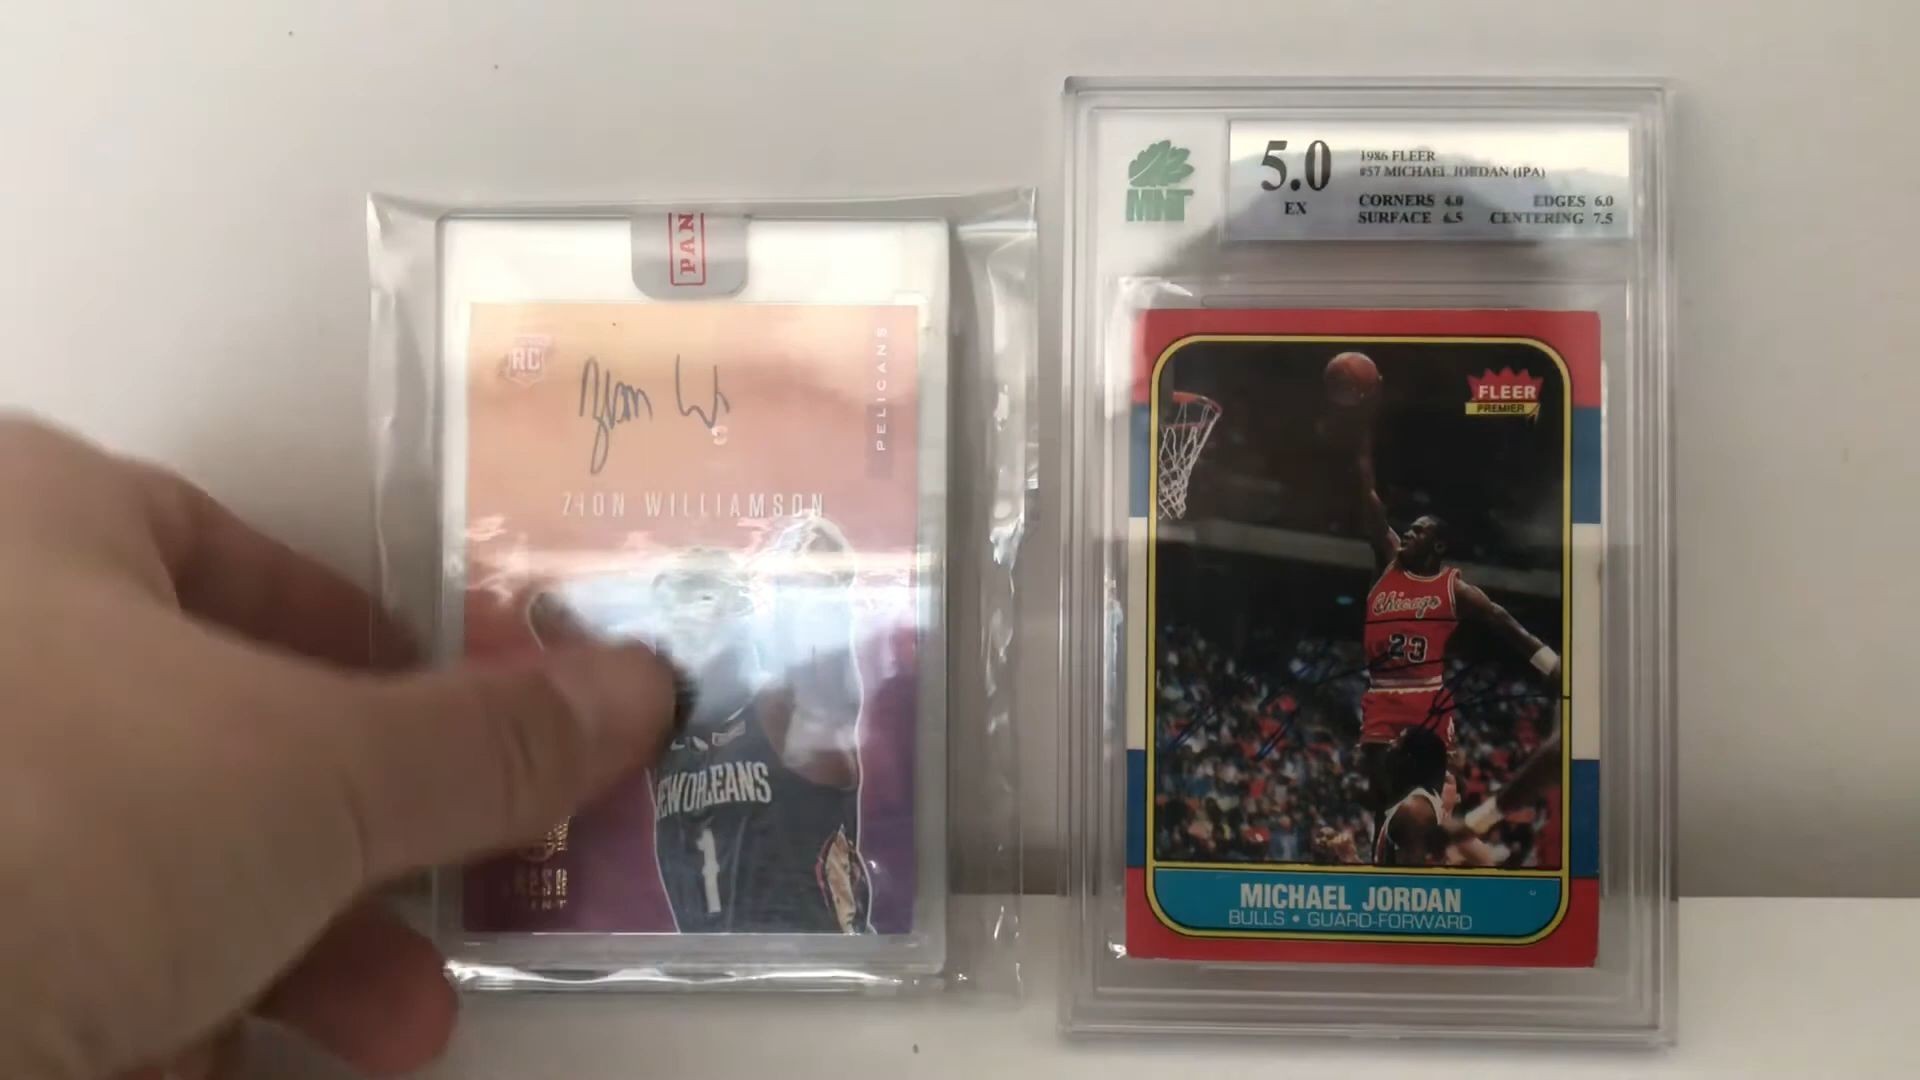 PAN
RC
PELICANS
ZION WILLIAMSON
NEW ORLEANS
1
MNT
5.0
EX
1986 FLEER
#57 MICHAEL JORDAN (IPA)
CORNERS 4.0 EDGES 6.0
SURFACE 6.5 CENTERING 7.5
FLEER
PREMIER
Chicago
23
MICHAEL JORDAN
BULLS • GUARD-FORWARD